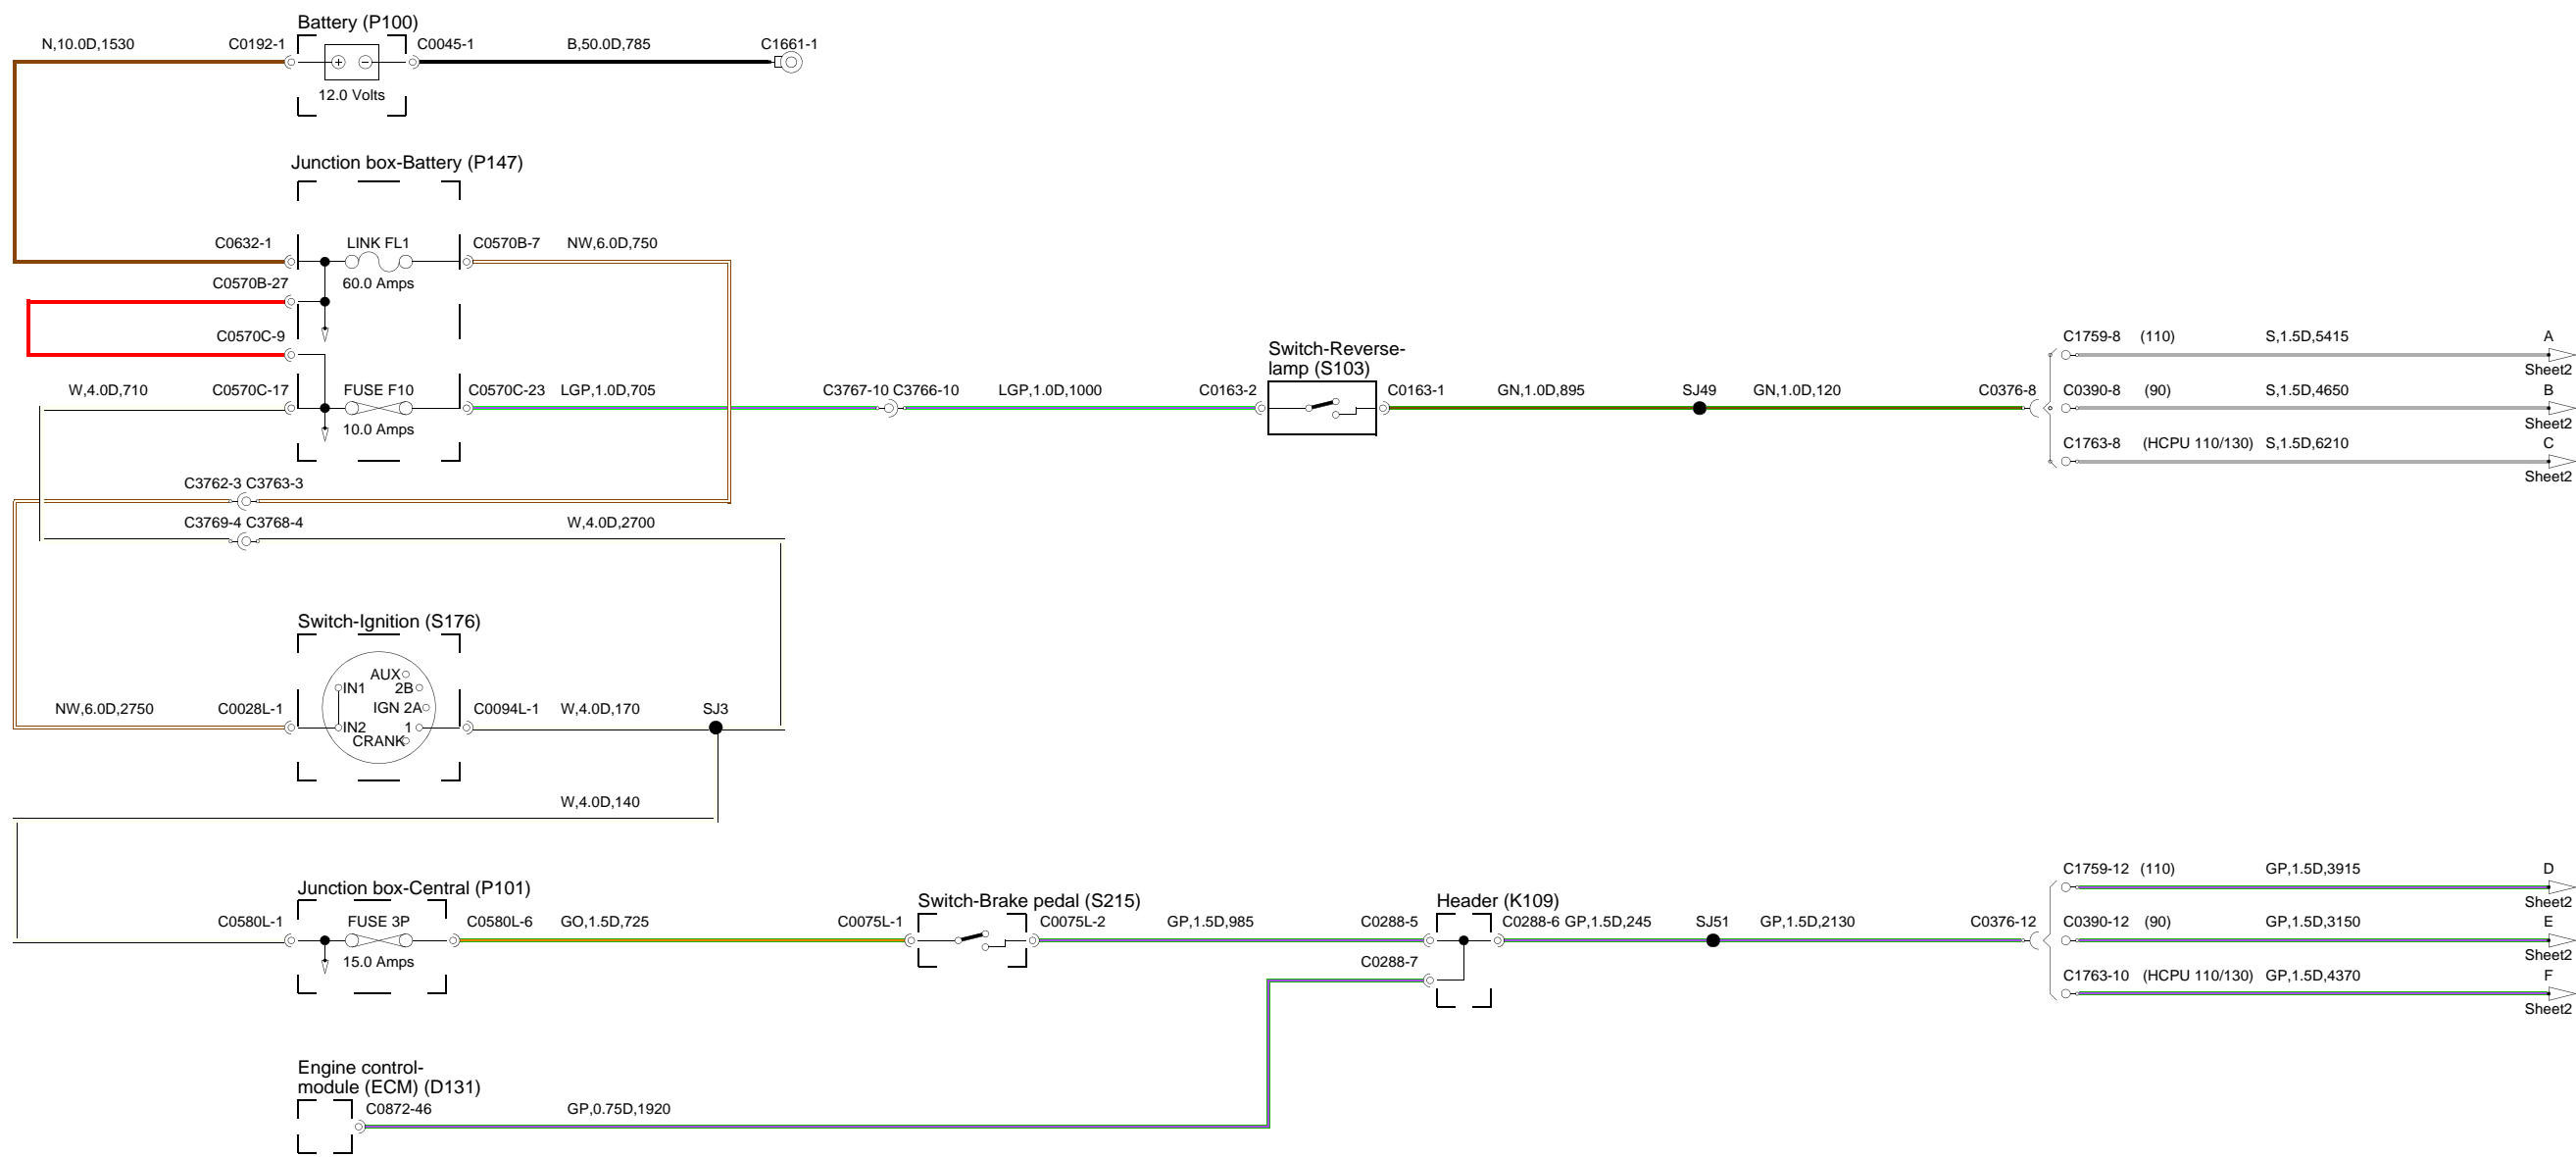 Battery (P100)
N,10.0D,1530 C0192-1 C0045-1 B,50.0D,785 C1661-1
12.0 Volts
Junction box-Battery (P147)
C0632-1 LINK FL1 C0570B-7 NW,6.0D,750
C0570B-27 60.0 Amps
C0570C-9
W,4.0D,710 C0570C-17 FUSE F10 C0570C-23 LGP,1.0D,705 C3767-10 C3766-10 LGP,1.0D,1000 C0163-2
10.0 Amps
Switch-Reverse-
lamp (S103)
C0163-1 GN,1.0D,895 SJ49 GN,1.0D,120 C0376-8
C1759-8 (110) S,1.5D,5415 A
Sheet2
C0390-8 (90) S,1.5D,4650 B
Sheet2
C1763-8 (HCPU 110/130) S,1.5D,6210 C
Sheet2
C3762-3 C3763-3
C3769-4 C3768-4 W,4.0D,2700
Switch-Ignition (S176)
AUX
IN1 2B
IGN 2A
NW,6.0D,2750 C0028L-1 C0094L-1 W,4.0D,170 SJ3
IN2 1
CRANK
W,4.0D,140
Junction box-Central (P101)
C0580L-1 FUSE 3P C0580L-6 GO,1.5D,725 C0075L-1
15.0 Amps
Switch-Brake pedal (S215)
C0075L-2 GP,1.5D,985 C0288-5
Header (K109)
C0288-6 GP,1.5D,245 SJ51 GP,1.5D,2130 C0376-12
C0288-7
C1759-12 (110) GP,1.5D,3915 D
Sheet2
C0390-12 (90) GP,1.5D,3150 E
Sheet2
C1763-10 (HCPU 110/130) GP,1.5D,4370 F
Sheet2
Engine control-
module (ECM) (D131)
C0872-46 GP,0.75D,1920